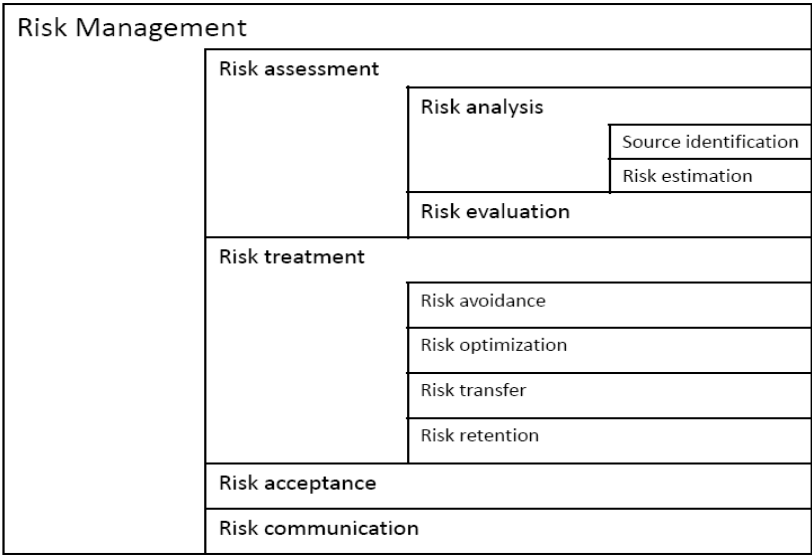 Risk Management
Risk assessment
Risk analysis
Source identification
Risk estimation
Risk evaluation
Risk treatment
Risk avoidance
Risk optimization
Risk transfer
Risk retention
Risk acceptance
Risk communication